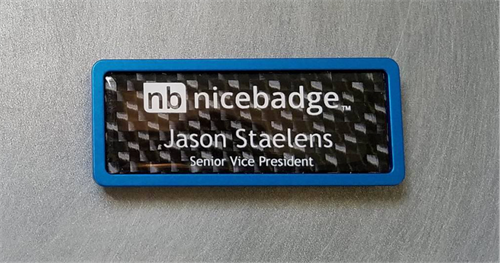 nb nicebadge™
Jason Staelens
Senior Vice President